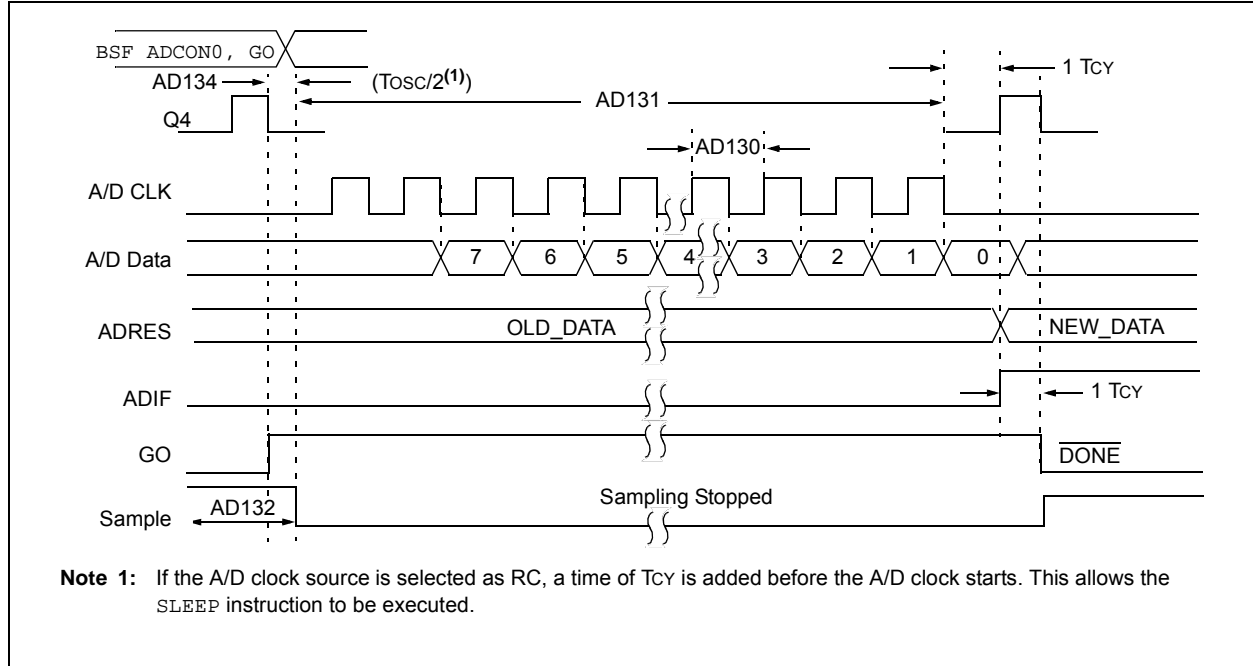 BSF ADCON0, GO
AD134
(TOSC/2(1))
AD131
1 TCY
Q4
AD130
A/D CLK
A/D Data
7
6
5
4
3
2
1
0
ADRES
OLD_DATA
NEW_DATA
ADIF
1 TCY
GO
DONE
Sample
AD132
Sampling Stopped
Note 1: If the A/D clock source is selected as RC, a time of TCY is added before the A/D clock starts. This allows the
SLEEP instruction to be executed.